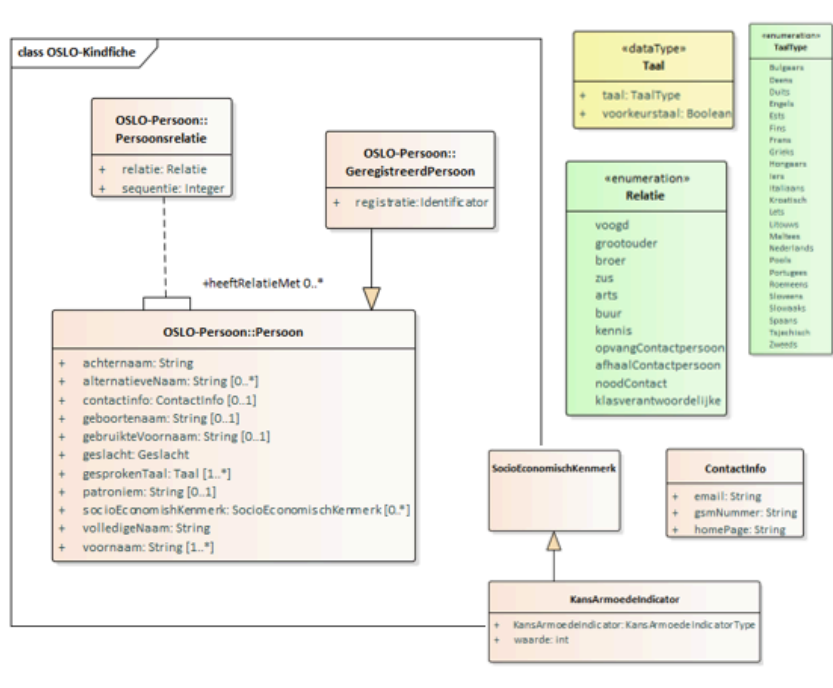 class OSLO-Kindfiche
OSLO-Persoon::
Persoonsrelatie
+ relatie: Relatie
+ sequentie: Integer
OSLO-Persoon::
GeregistreerdPersoon
+ registratie: Identificator
+heeftRelatieMet 0..*
OSLO-Persoon::Persoon
+ achternaam: String
+ alternatieveNaam: String [0..*]
+ contactinfo: ContactInfo [0..1]
+ geboortenaam: String [0..1]
+ gebruikteVoornaam: String [0..1]
+ geslacht: Geslacht
+ gesprokenTaal: Taal [1..*]
+ patroniem: String [0..1]
+ socioEconomishKenmerk: SocioEconomischKenmerk [0..*]
+ volledigeNaam: String
+ voornaam: String [1..*]
«dataType»
Taal
+ taal: TaalType
+ voorkeurstaal: Boolean
«enumeration»
Relatie
voogd
grootouder
broer
zus
arts
buur
kennis
opvangContactpersoon
afhaalContactpersoon
noodContact
klasverantwoordelijke
«enumeration»
TaalType
Bulgaars
Deens
Duits
Engels
Ests
Fins
Frans
Grieks
Hongaars
Iers
Italiaans
Kroatisch
Lets
Litouws
Maltees
Nederlands
Pools
Portugees
Roemeens
Sloveens
Slowaaks
Spaans
Tsjechisch
Zweeds
SocioEconomischKenmerk
ContactInfo
+ email: String
+ gsmNummer: String
+ homePage: String
KansArmoedeIndicator
+ KansArmoedeIndicator: KansArmoedeIndicatorType
+ waarde: int